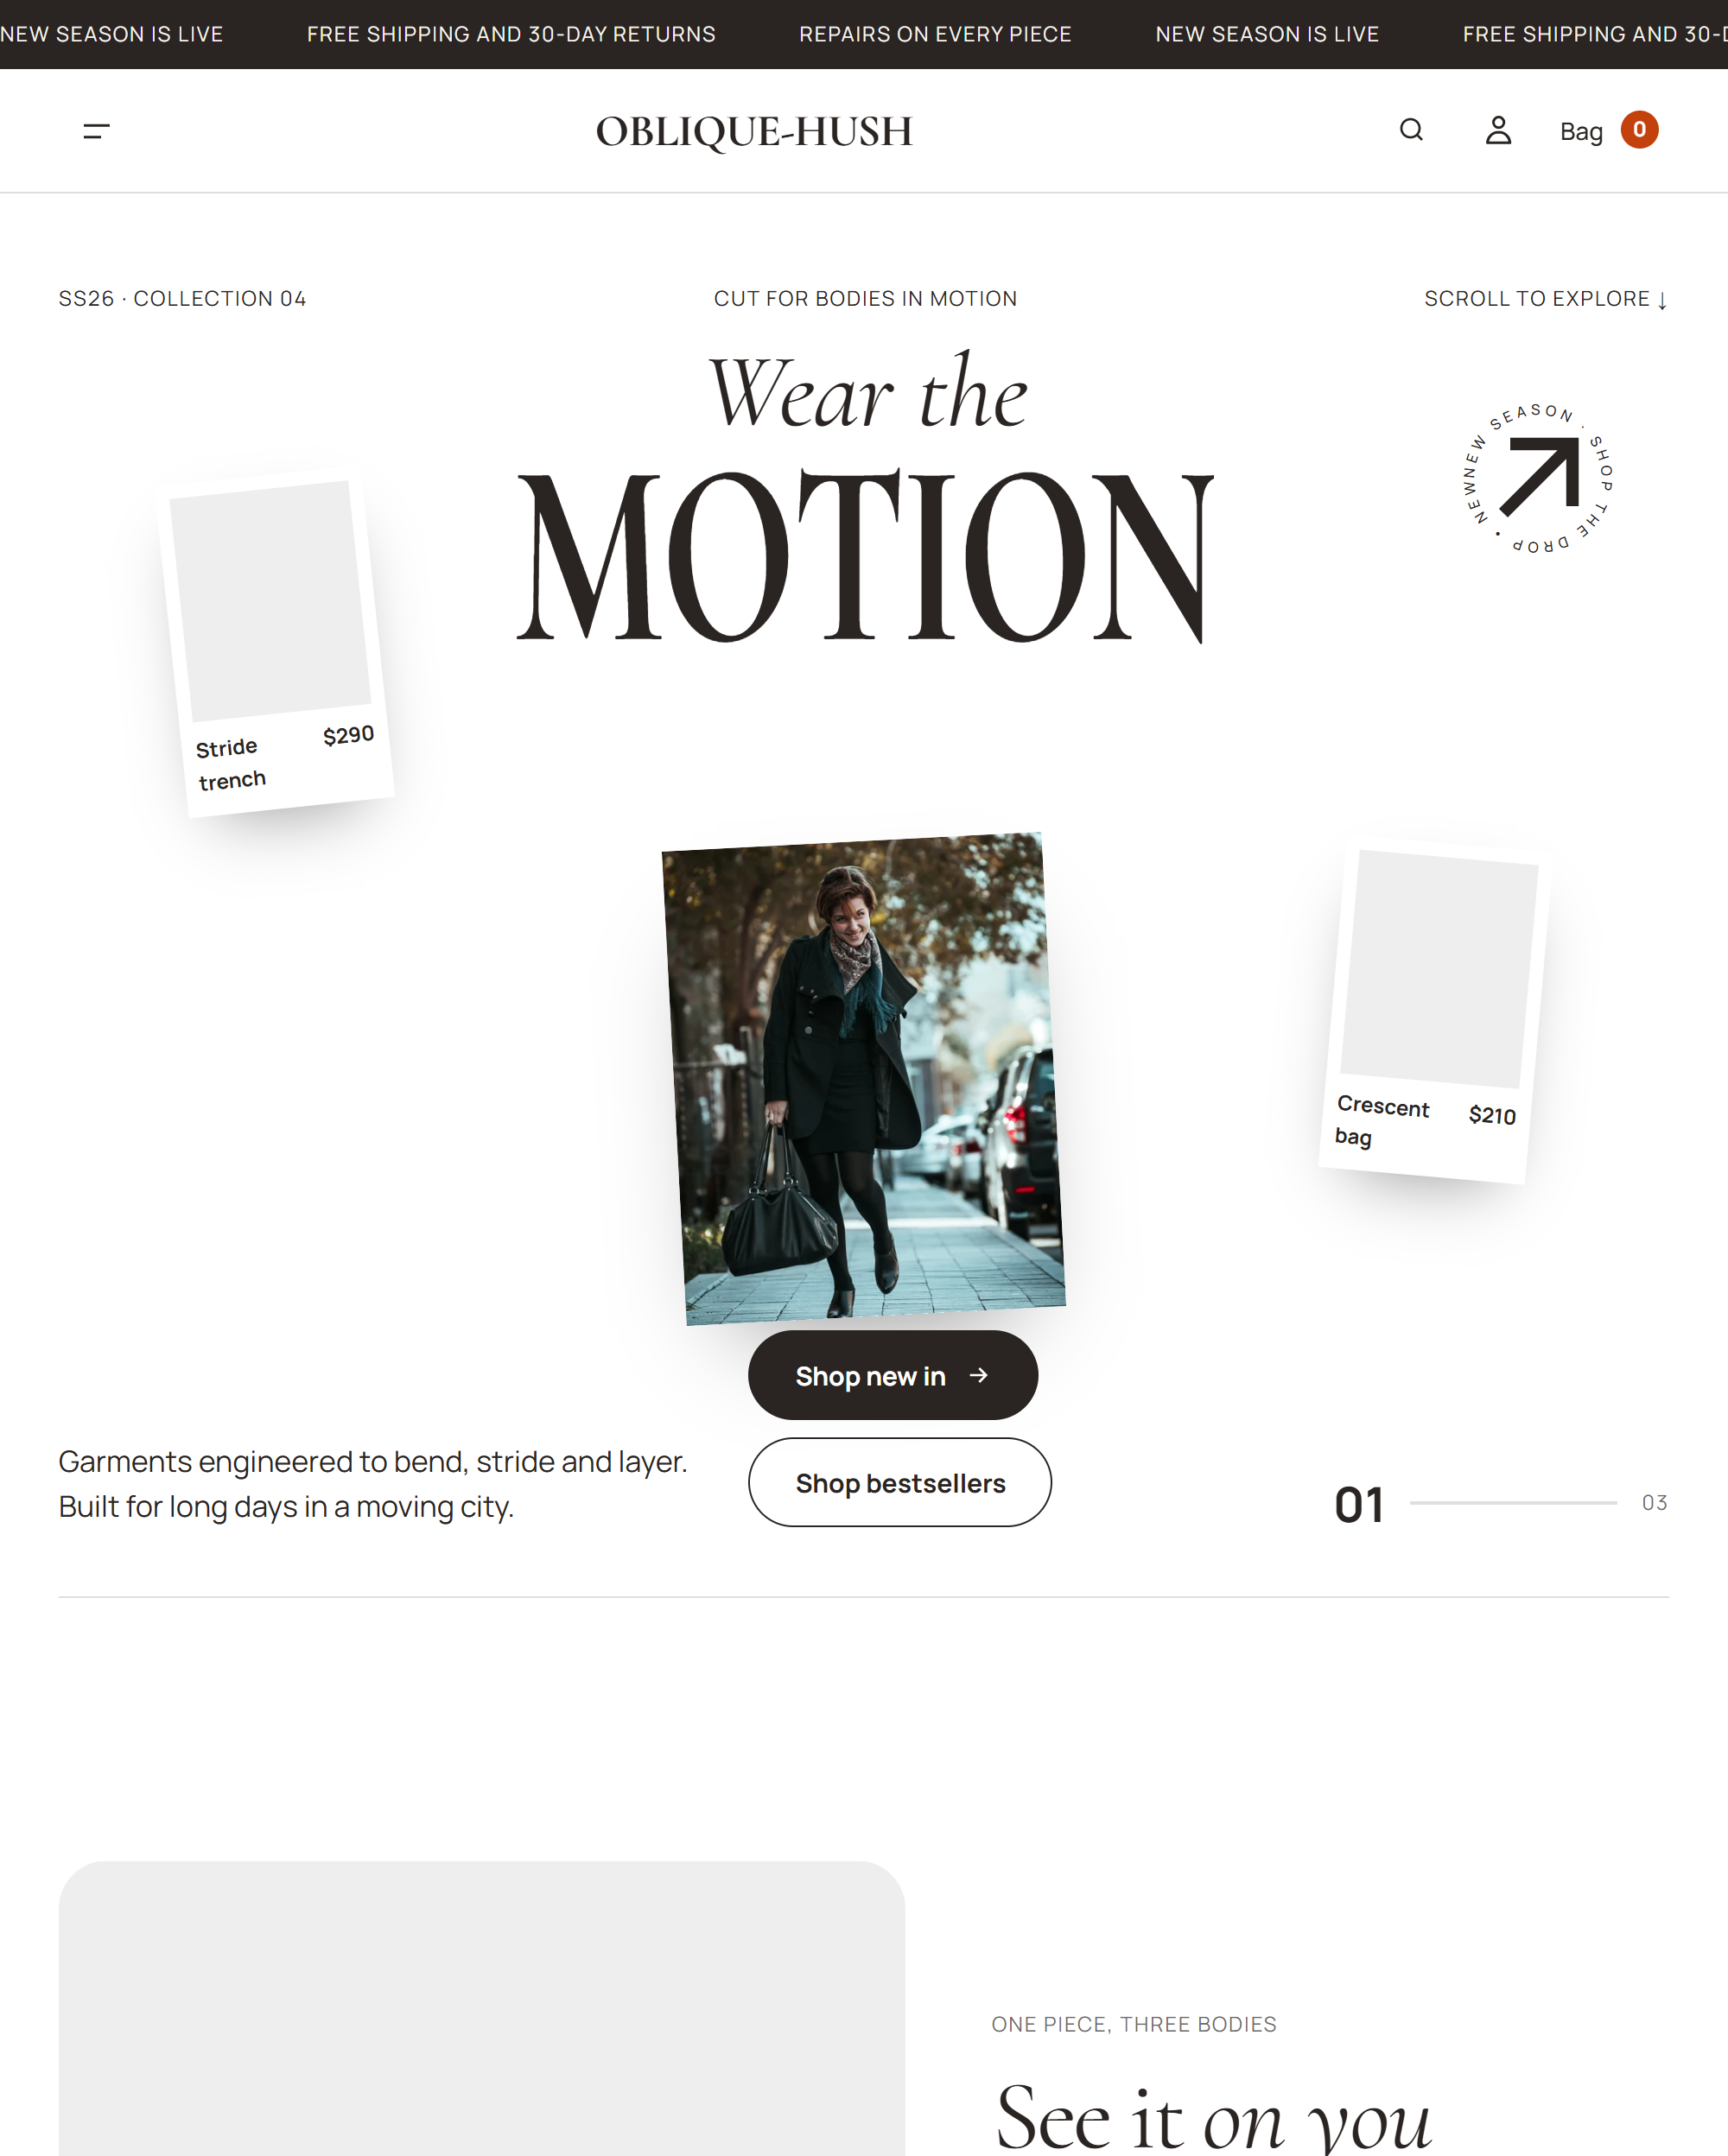 NEW SEASON IS LIVE FREE SHIPPING AND 30-DAY RETURNS REPAIRS ON EVERY PIECE NEW SEASON IS LIVE FREE SHIPPING AND 30-
OBLIQUE-HUSH
Bag 0
SS26 · COLLECTION 04
CUT FOR BODIES IN MOTION
SCROLL TO EXPLORE ↓
Wear the
MOTION
NEW SEASON · SHOP THE DROP • NEW
Stride $290
trench
Crescent $210
bag
Shop new in →
Shop bestsellers
Garments engineered to bend, stride and layer.
Built for long days in a moving city.
01 03
ONE PIECE, THREE BODIES
See it on you